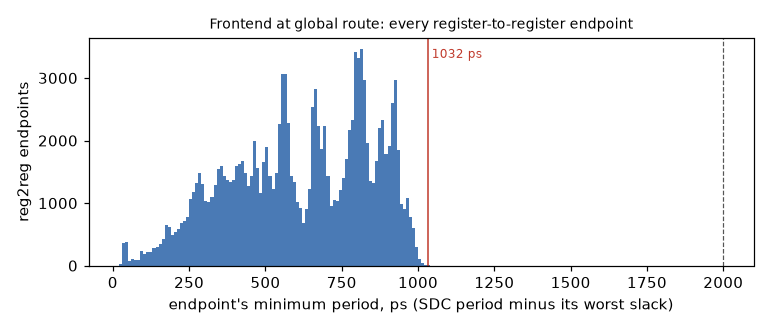 Frontend at global route: every register-to-register endpoint
1032 ps
3000
2000
1000
0
reg2reg endpoints
0 250 500 750 1000 1250 1500 1750 2000
endpoint's minimum period, ps (SDC period minus its worst slack)